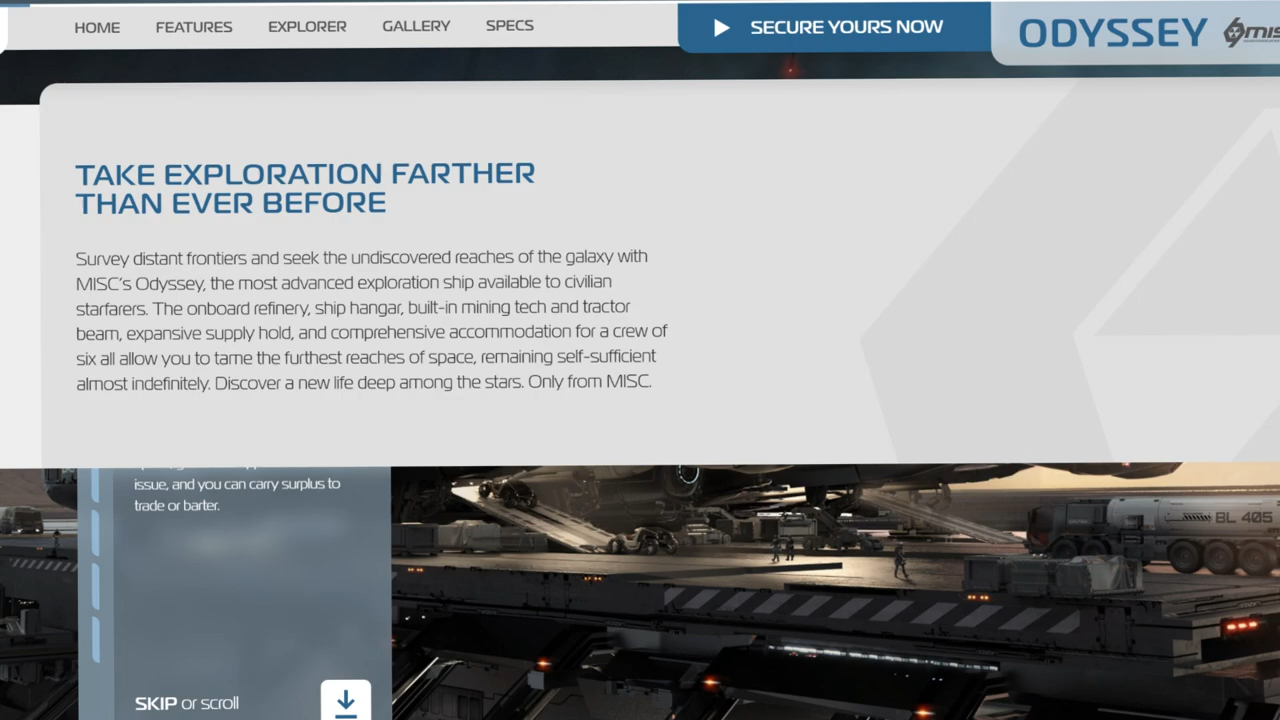 HOME FEATURES EXPLORER GALLERY SPECS SECURE YOURS NOW ODYSSEY
TAKE EXPLORATION FARTHER
THAN EVER BEFORE
Survey distant frontiers and seek the undiscovered reaches of the galaxy with
MISC's Odyssey, the most advanced exploration ship available to civilian
starfarers. The onboard refinery, ship hangar, built-in mining tech and tractor
beam, expansive supply hold, and comprehensive accommodation for a crew of
six all allow you to tame the furthest reaches of space, remaining self-sufficient
almost indefinitely. Discover a new life deep among the stars. Only from MISC.
issue, and you can carry surplus to
trade or barter.
BL 405
SKIP or scroll